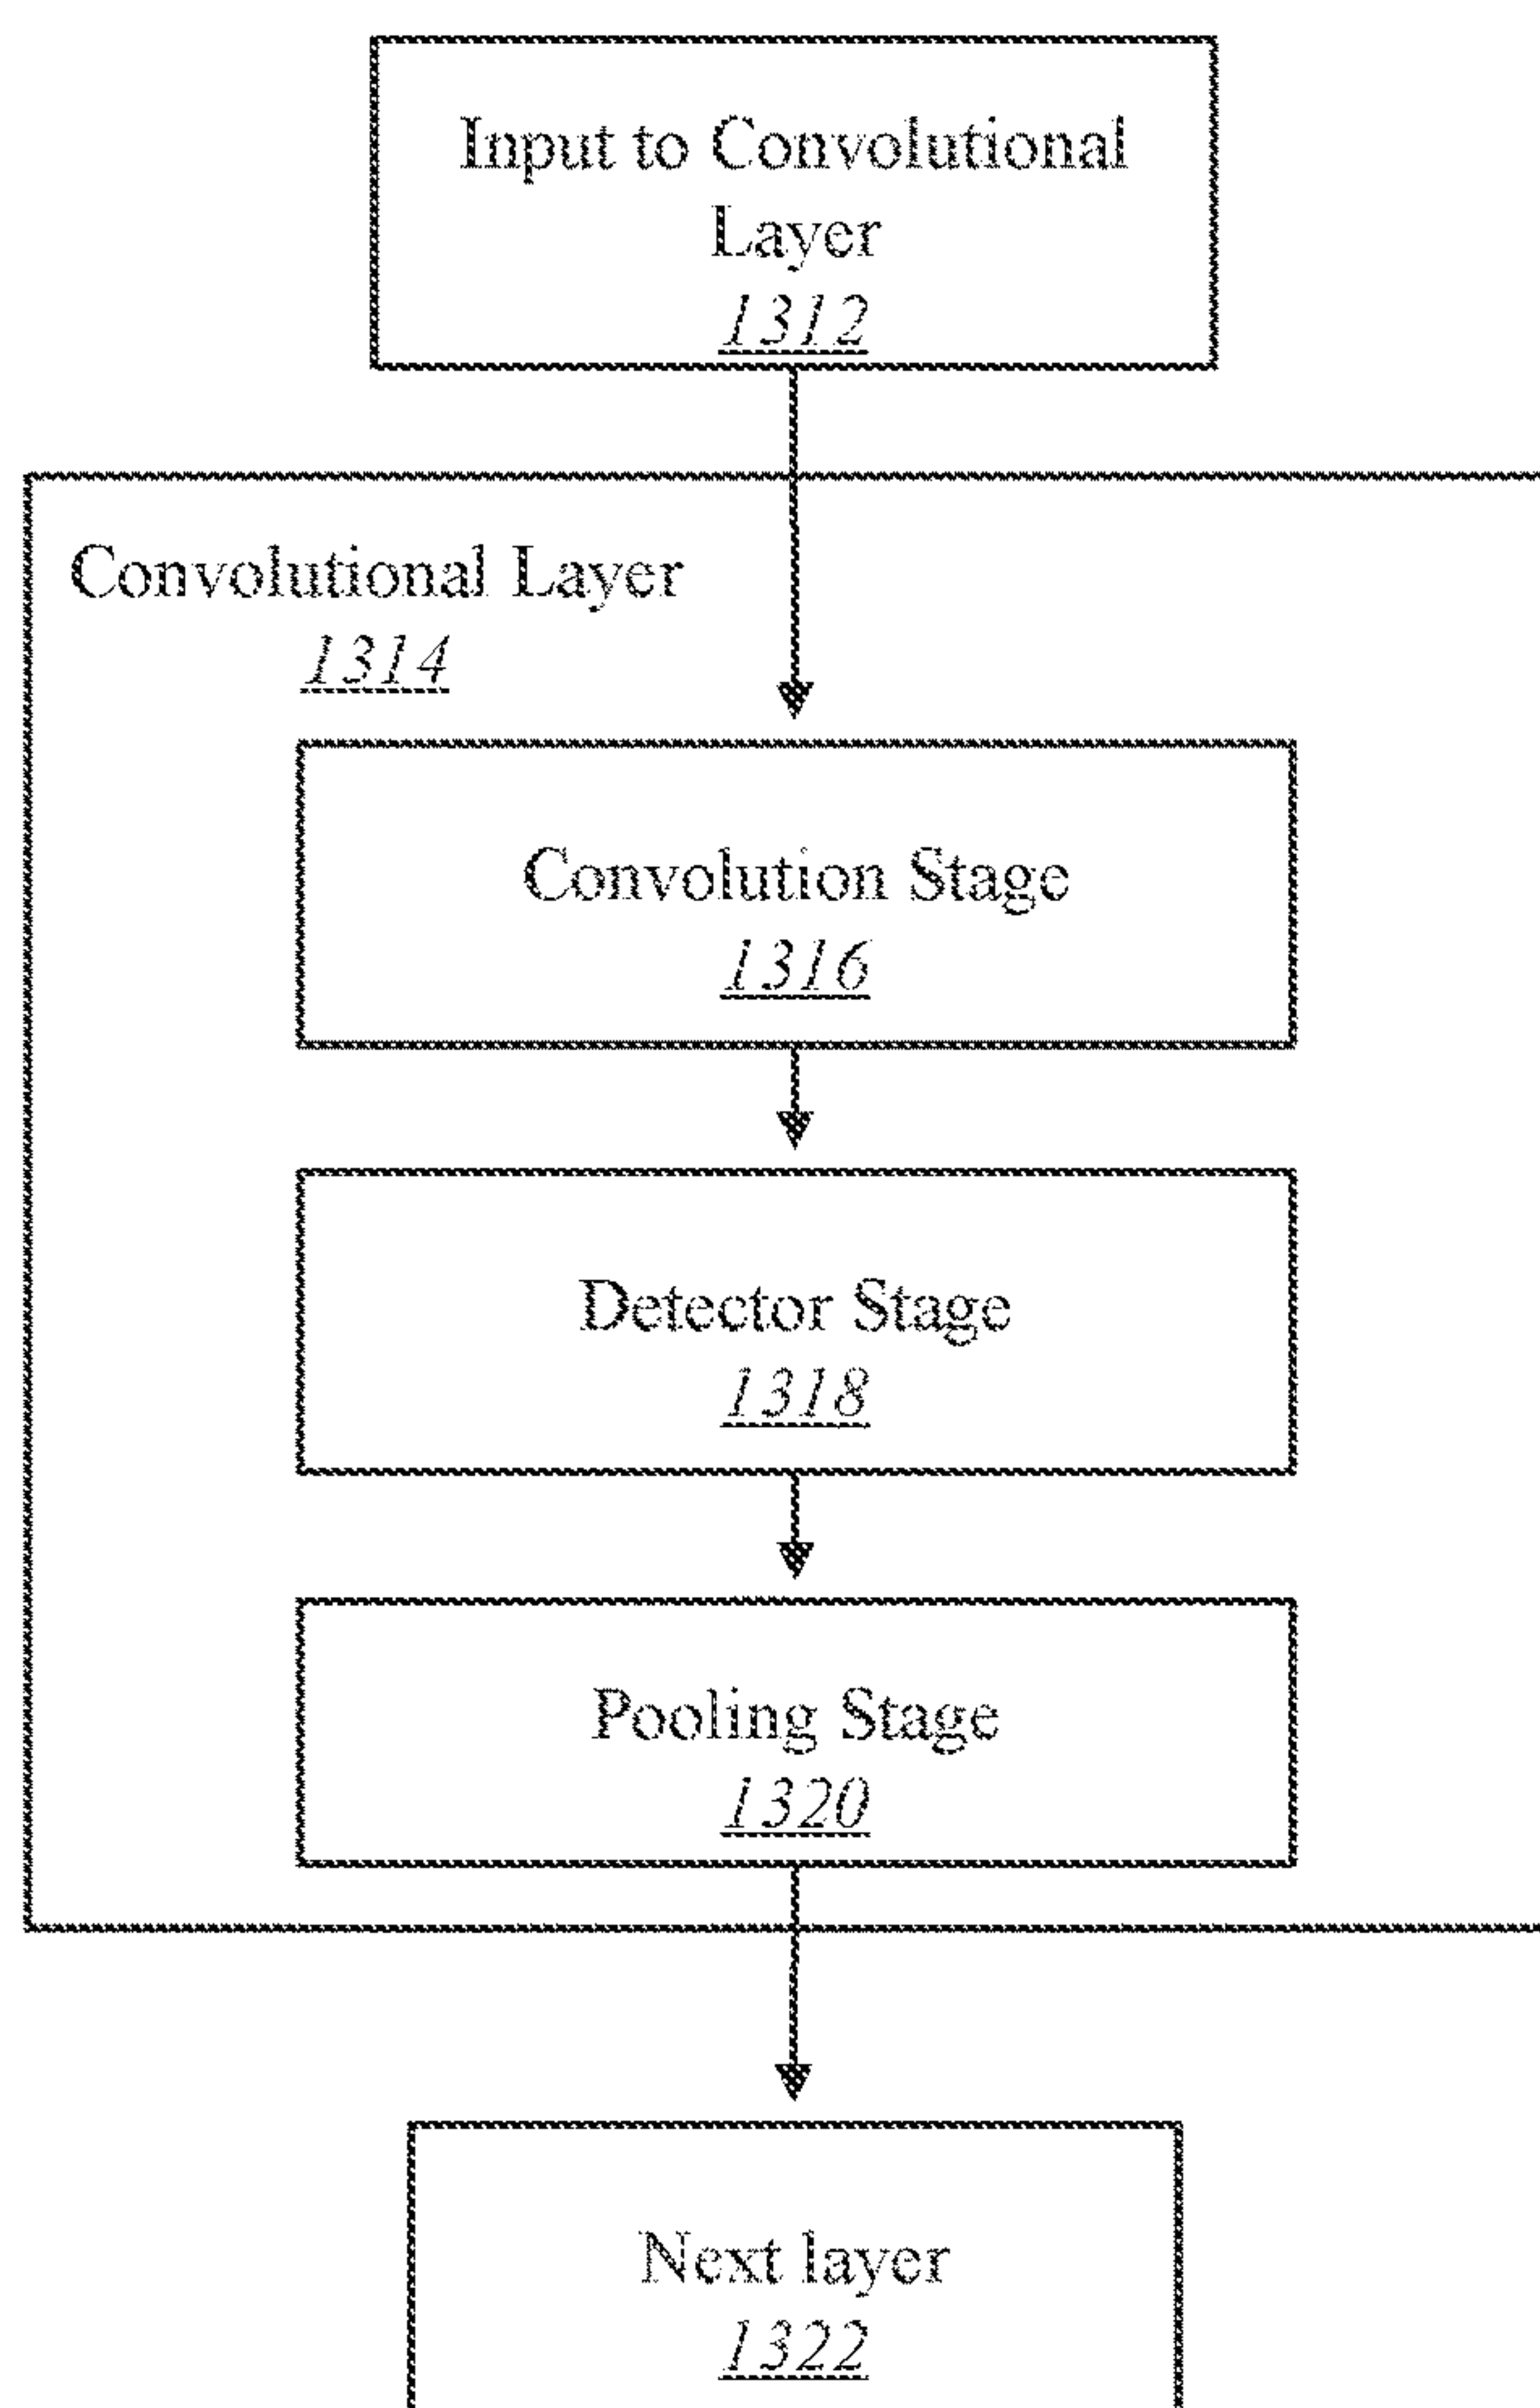 Input to Convolutional
Layer
1312
Convolutional Layer
1314
Convolution Stage
1316
Detector Stage
1318
Pooling Stage
1320
Next layer
1322